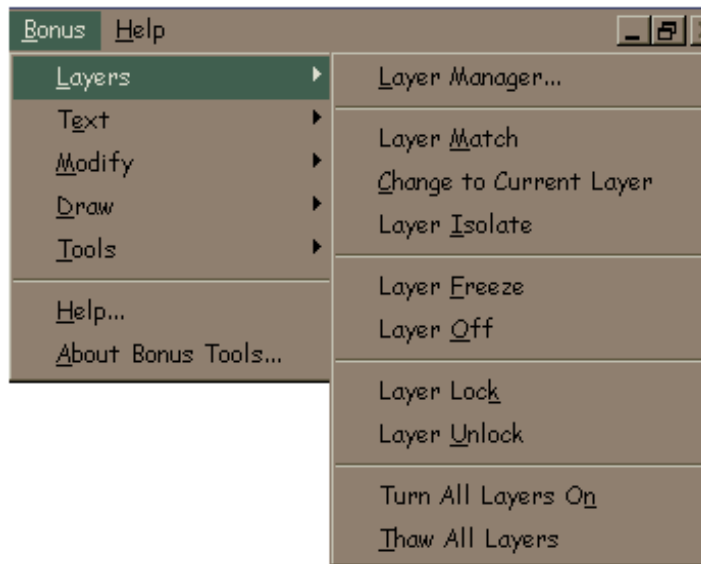 Bonus Help
Layers
Text
Modify
Draw
Tools
Help...
About Bonus Tools...
Layer Manager...
Layer Match
Change to Current Layer
Layer Isolate
Layer Freeze
Layer Off
Layer Lock
Layer Unlock
Turn All Layers On
Thaw All Layers